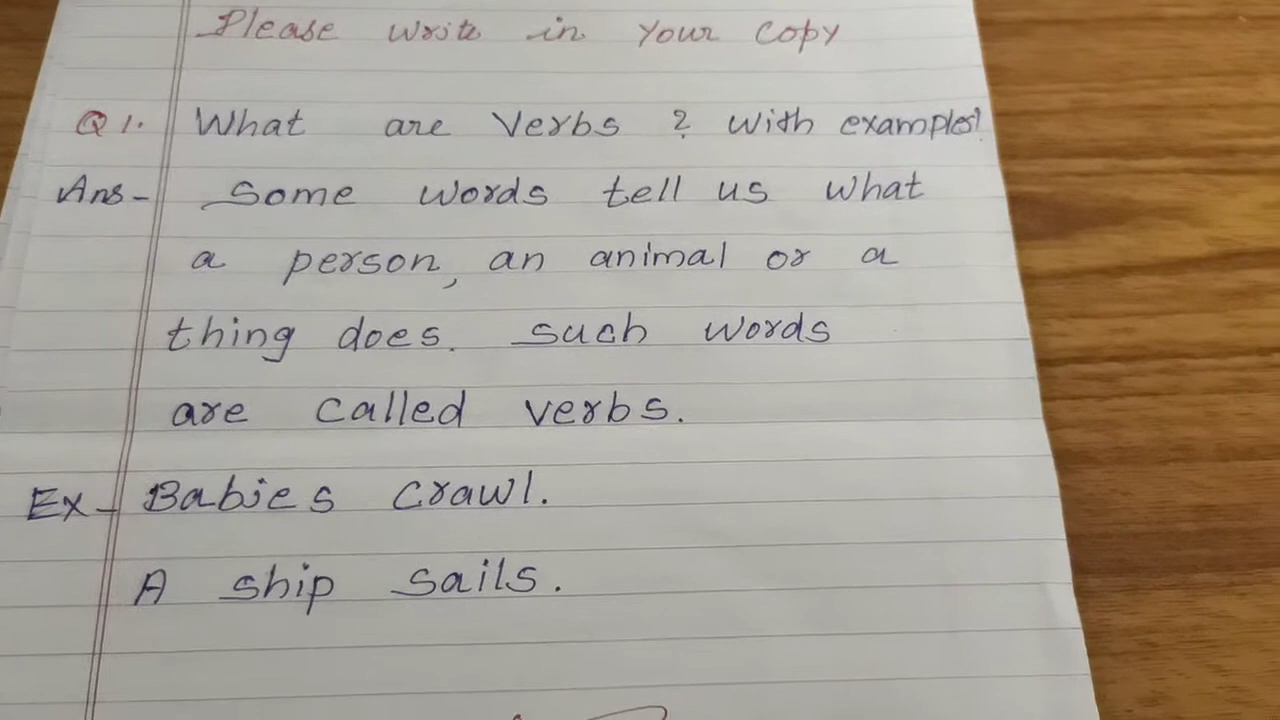 Please write in Your Copy
Q 1. What are Verbs ? with examples?
Ans- Some words tell us what
a person, an animal or a
thing does. Such words
are called verbs.
Ex- Babies crawl.
A ship sails.